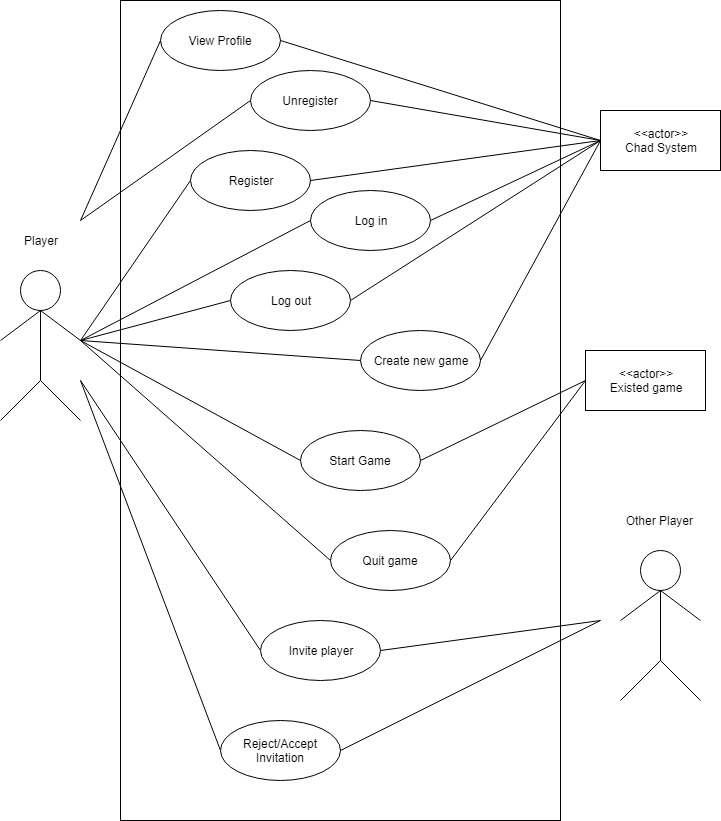 View Profile
Unregister
<<actor>>
Chad System
Register
Log in
Player
Log out
Create new game
<<actor>>
Existed game
Start Game
Other Player
Quit game
Invite player
Reject/Accept
Invitation